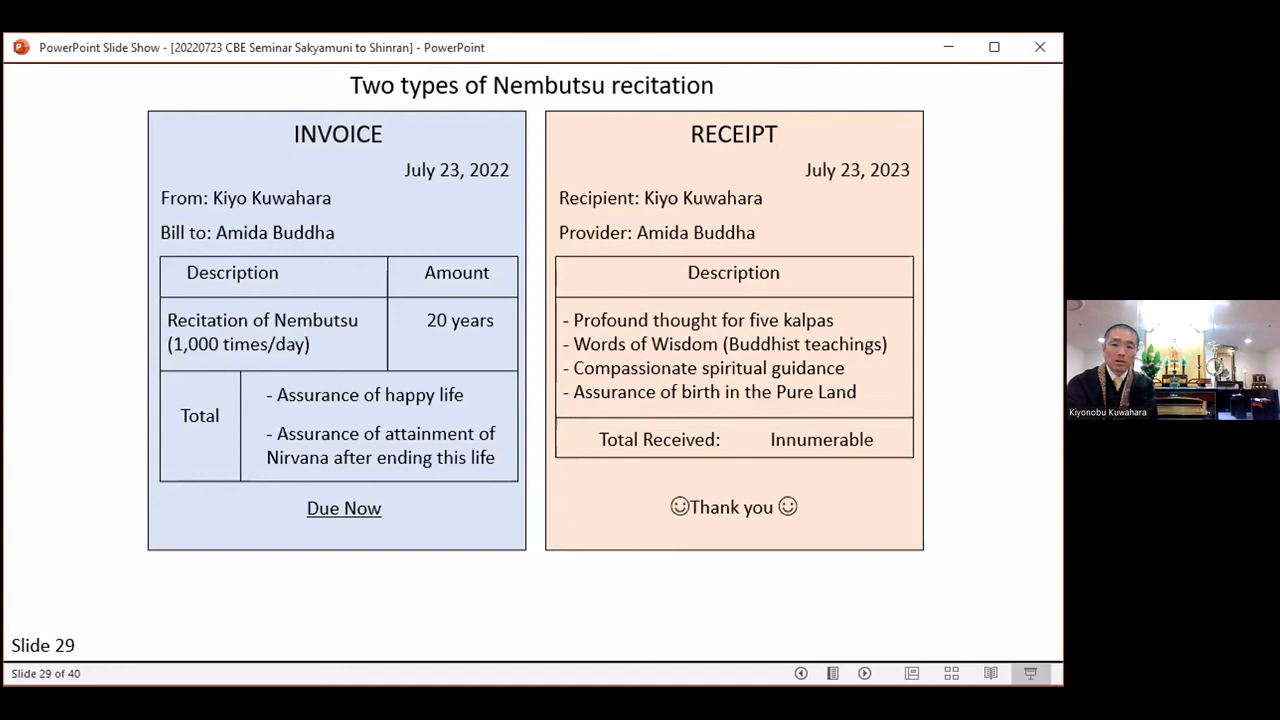 PowerPoint Slide Show - [20220723 CBE Seminar Sakyamuni to Shinran] - PowerPoint
Two types of Nembutsu recitation
INVOICE
July 23, 2022
From: Kiyo Kuwahara
Bill to: Amida Buddha
Description
Amount
Recitation of Nembutsu
(1,000 times/day)
20 years
Total
- Assurance of happy life
- Assurance of attainment of
Nirvana after ending this life
Due Now
RECEIPT
July 23, 2023
Recipient: Kiyo Kuwahara
Provider: Amida Buddha
Description
- Profound thought for five kalpas
- Words of Wisdom (Buddhist teachings)
- Compassionate spiritual guidance
- Assurance of birth in the Pure Land
Total Received: Innumerable
☺Thank you ☺
Kiyonobu Kuwahara
Slide 29
Slide 29 of 40